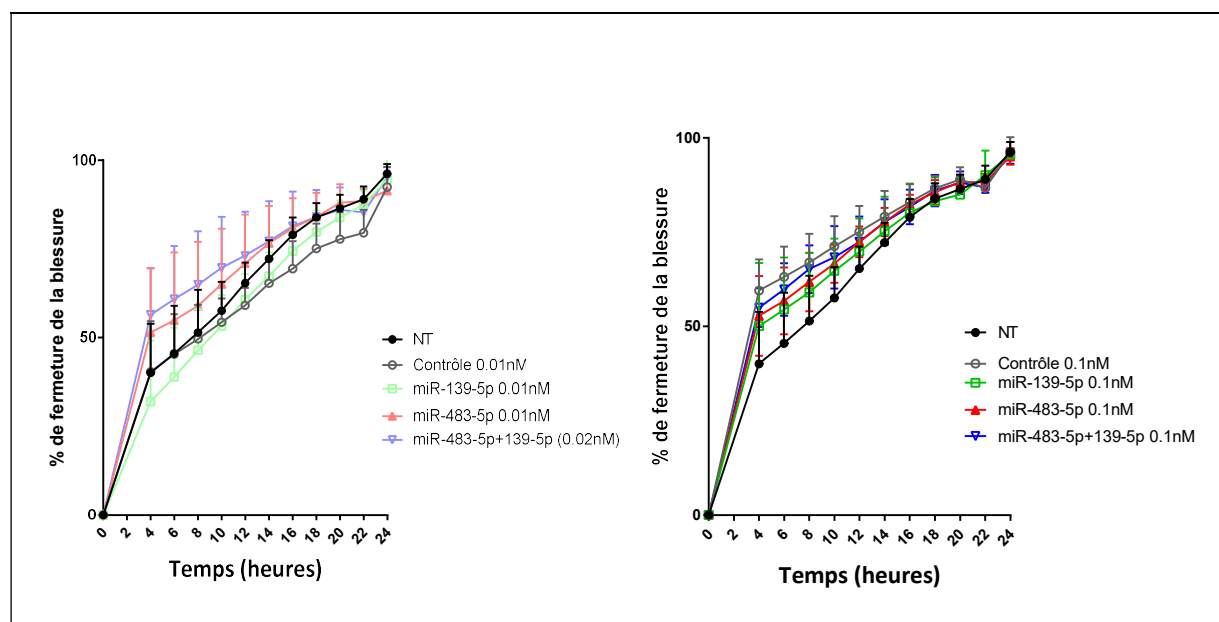 100
50
0
% de fermeture de la blessure
0 2 4 6 8 10 12 14 16 18 20 22 24
Temps (heures)
NT
Contrôle 0.01nM
miR-139-5p 0.01nM
miR-483-5p 0.01nM
miR-483-5p+139-5p (0.02nM)
100
50
0
% de fermeture de la blessure
0 2 4 6 8 10 12 14 16 18 20 22 24
Temps (heures)
NT
Contrôle 0.1nM
miR-139-5p 0.1nM
miR-483-5p 0.1nM
miR-483-5p+139-5p 0.1nM